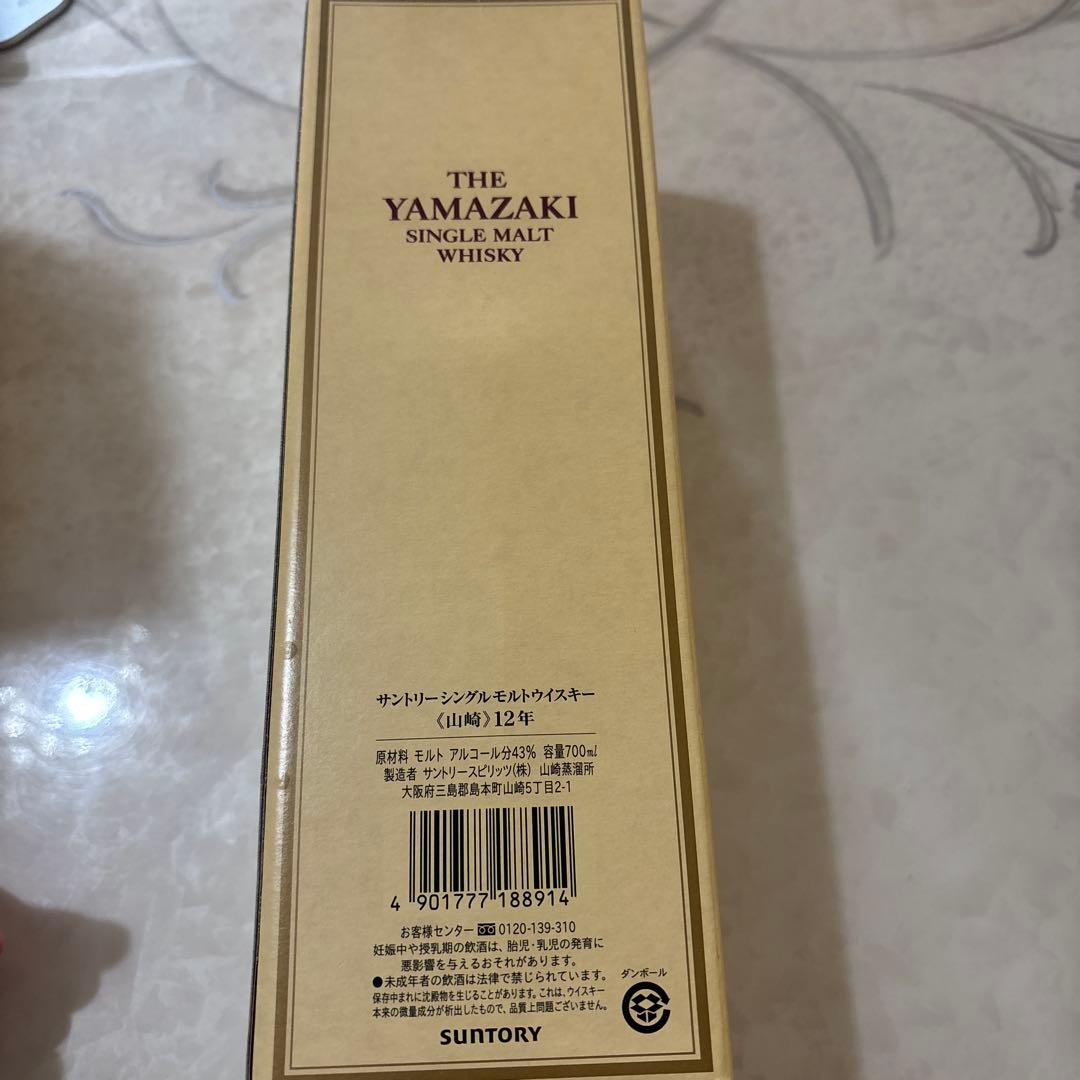 THE
YAMAZAKI
SINGLE MALT
WHISKY
サントリーシングルモルトウイスキー
《山崎》12年
原材料 モルト アルコール分43% 容量700ml
製造者 サントリースピリッツ(株) 山崎蒸溜所
大阪府三島郡島本町山崎5丁目2-1
4 901777 188914
お客様センター 0120-139-310
妊娠中や授乳期の飲酒は、胎児・乳児の発育に
悪影響を与えるおそれがあります。
●未成年者の飲酒は法律で禁じられています。
保存中まれに沈殿物を生じることがあります。これは、ウイスキー
本来の微量成分が析出したもので、品質上問題ございません。
ダンボール
SUNTORY